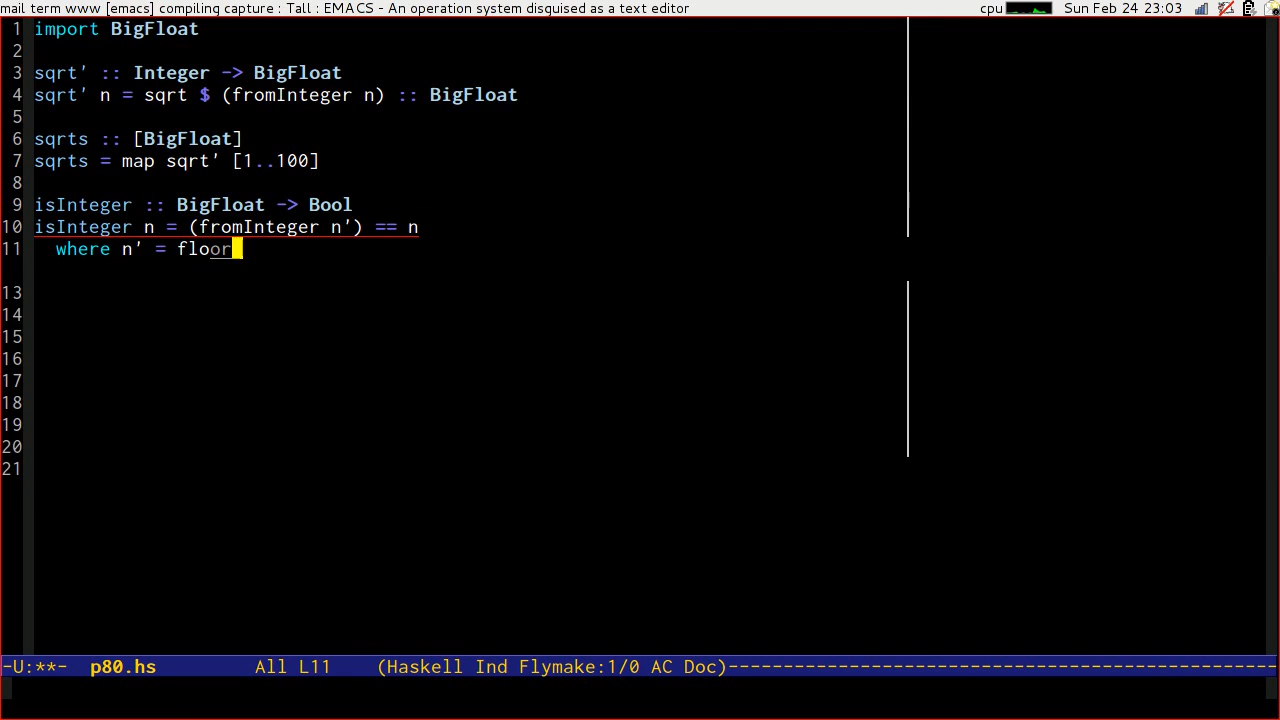 mail term www [emacs] compiling capture : Tall : EMACS - An operation system disguised as a text editor cpu Sun Feb 24 23:03
1 import BigFloat
2
3 sqrt' :: Integer -> BigFloat
4 sqrt' n = sqrt $ (fromInteger n) :: BigFloat
5
6 sqrts :: [BigFloat]
7 sqrts = map sqrt' [1..100]
8
9 isInteger :: BigFloat -> Bool
10 isInteger n = (fromInteger n') == n
11 where n' = floor
13
14
15
16
17
18
19
20
21
-U:**- p80.hs All L11 (Haskell Ind Flymake:1/0 AC Doc)---------------------------------------------------